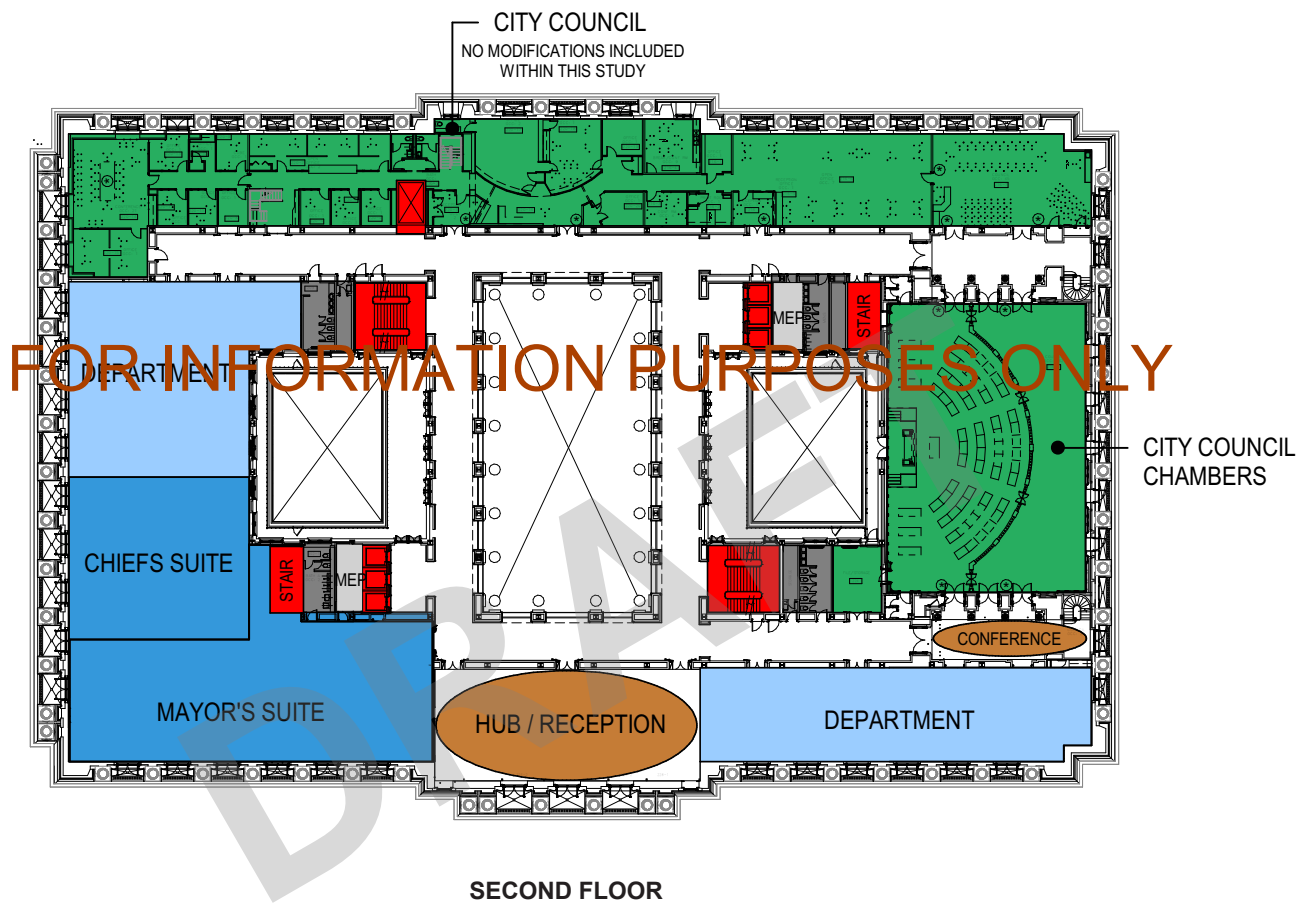 CITY COUNCIL
NO MODIFICATIONS INCLUDED
WITHIN THIS STUDY
MEP
STAIR
DEPARTMENT
FOR INFORMATION PURPOSES ONLY
CITY COUNCIL
CHAMBERS
CHIEFS SUITE
STAIR
MEP
CONFERENCE
MAYOR'S SUITE
HUB / RECEPTION
DEPARTMENT
DRAFT
SECOND FLOOR